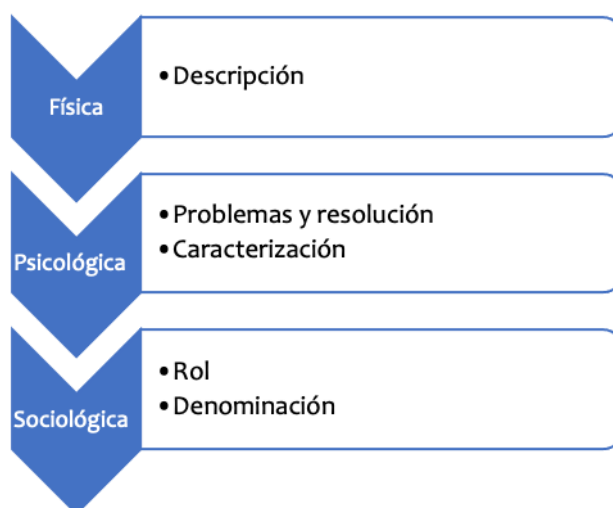 Física
•Descripción
Psicológica
•Problemas y resolución
•Caracterización
Sociológica
•Rol
•Denominación